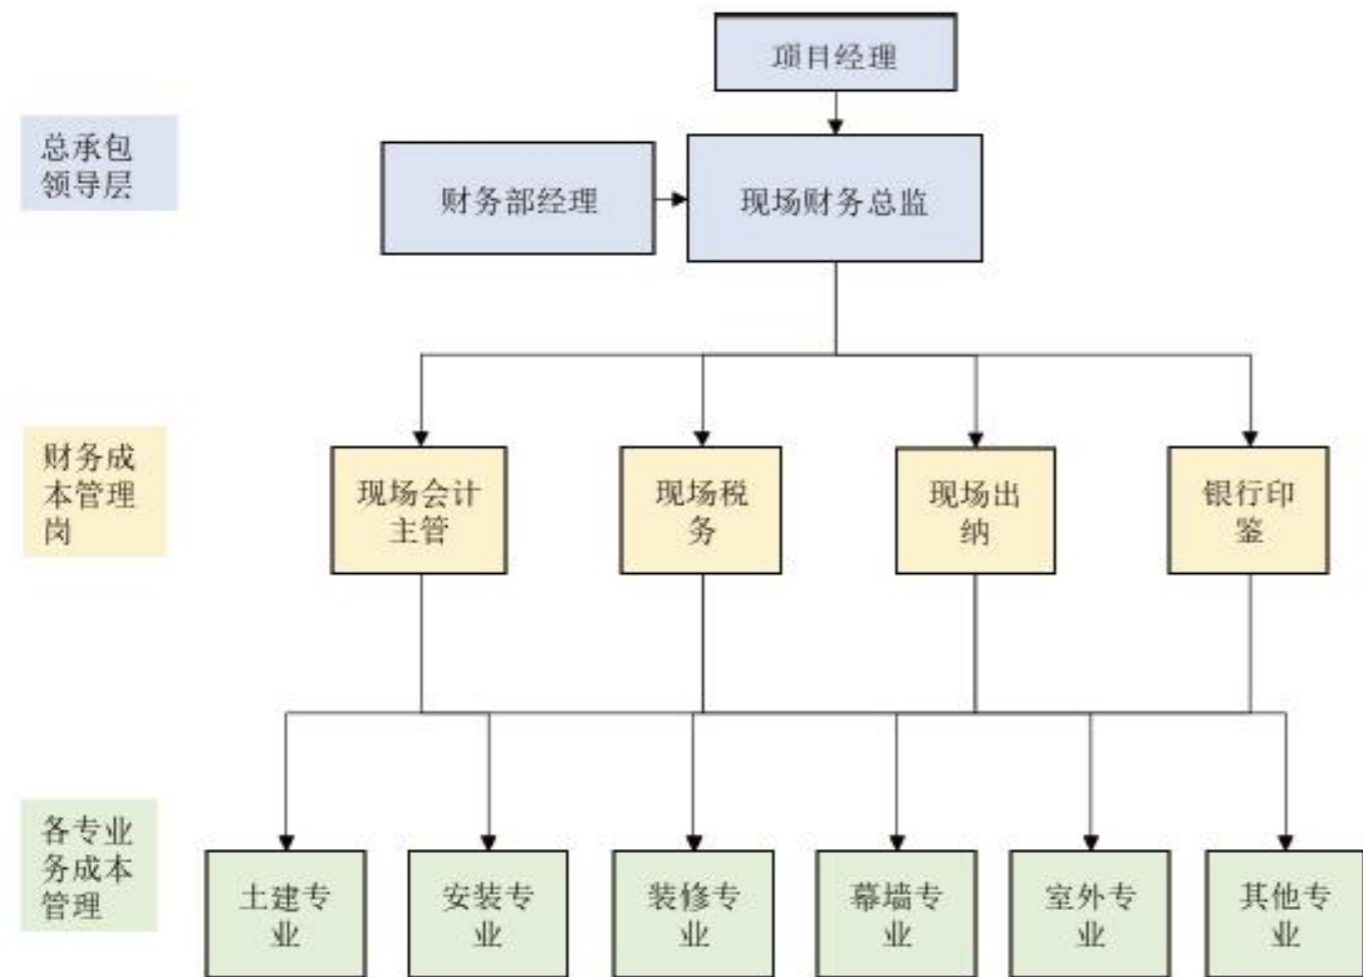 项目经理
总承包
领导层
财务部经理
现场财务总监
财务成
本管理
岗
现场会计
主管
现场税
务
现场出
纳
银行印
鉴
各专业
务成本
管理
土建专
业
安装专
业
装修专
业
幕墙专
业
室外专
业
其他专
业